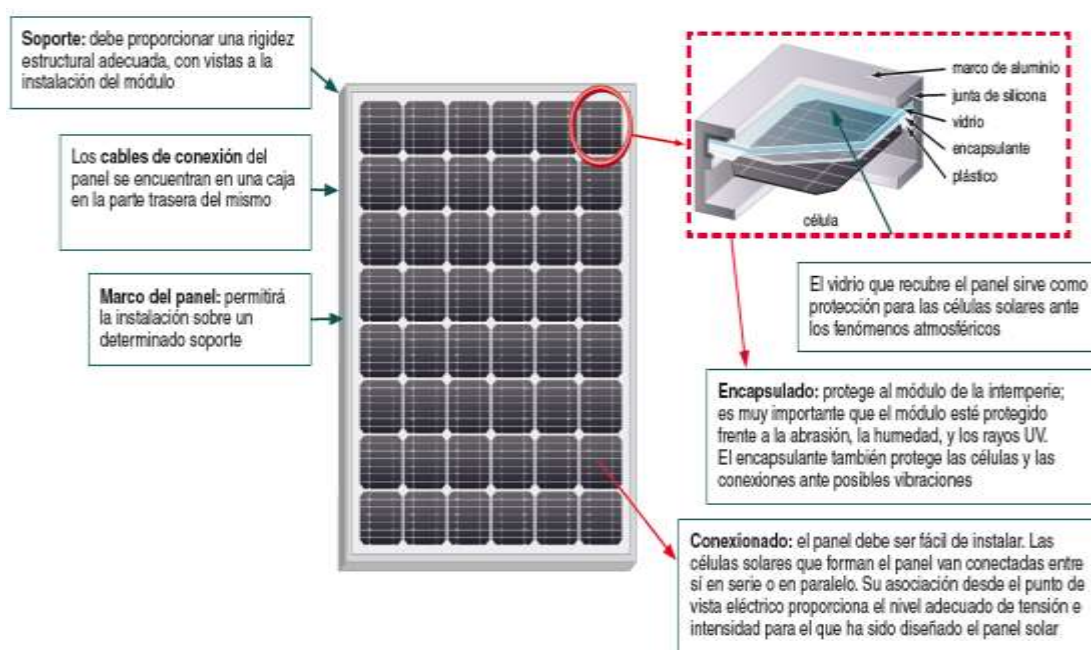 Soporte: debe proporcionar una rigidez
estructural adecuada, con vistas a la
instalación del módulo
Los cables de conexión del
panel se encuentran en una caja
en la parte trasera del mismo
Marco del panel: permitirá
la instalación sobre un
determinado soporte
marco de aluminio
junta de silicona
vidrio
encapsulante
plástico
célula
El vidrio que recubre el panel sirve como
protección para las células solares ante
los fenómenos atmosféricos
Encapsulado: protege al módulo de la intemperie;
es muy importante que el módulo esté protegido
frente a la abrasión, la humedad, y los rayos UV.
El encapsulante también protege las células y las
conexiones ante posibles vibraciones
Conexionado: el panel debe ser fácil de instalar. Las
células solares que forman el panel van conectadas entre
sí en serie o en paralelo. Su asociación desde el punto de
vista eléctrico proporciona el nivel adecuado de tensión e
intensidad para el que ha sido diseñado el panel solar